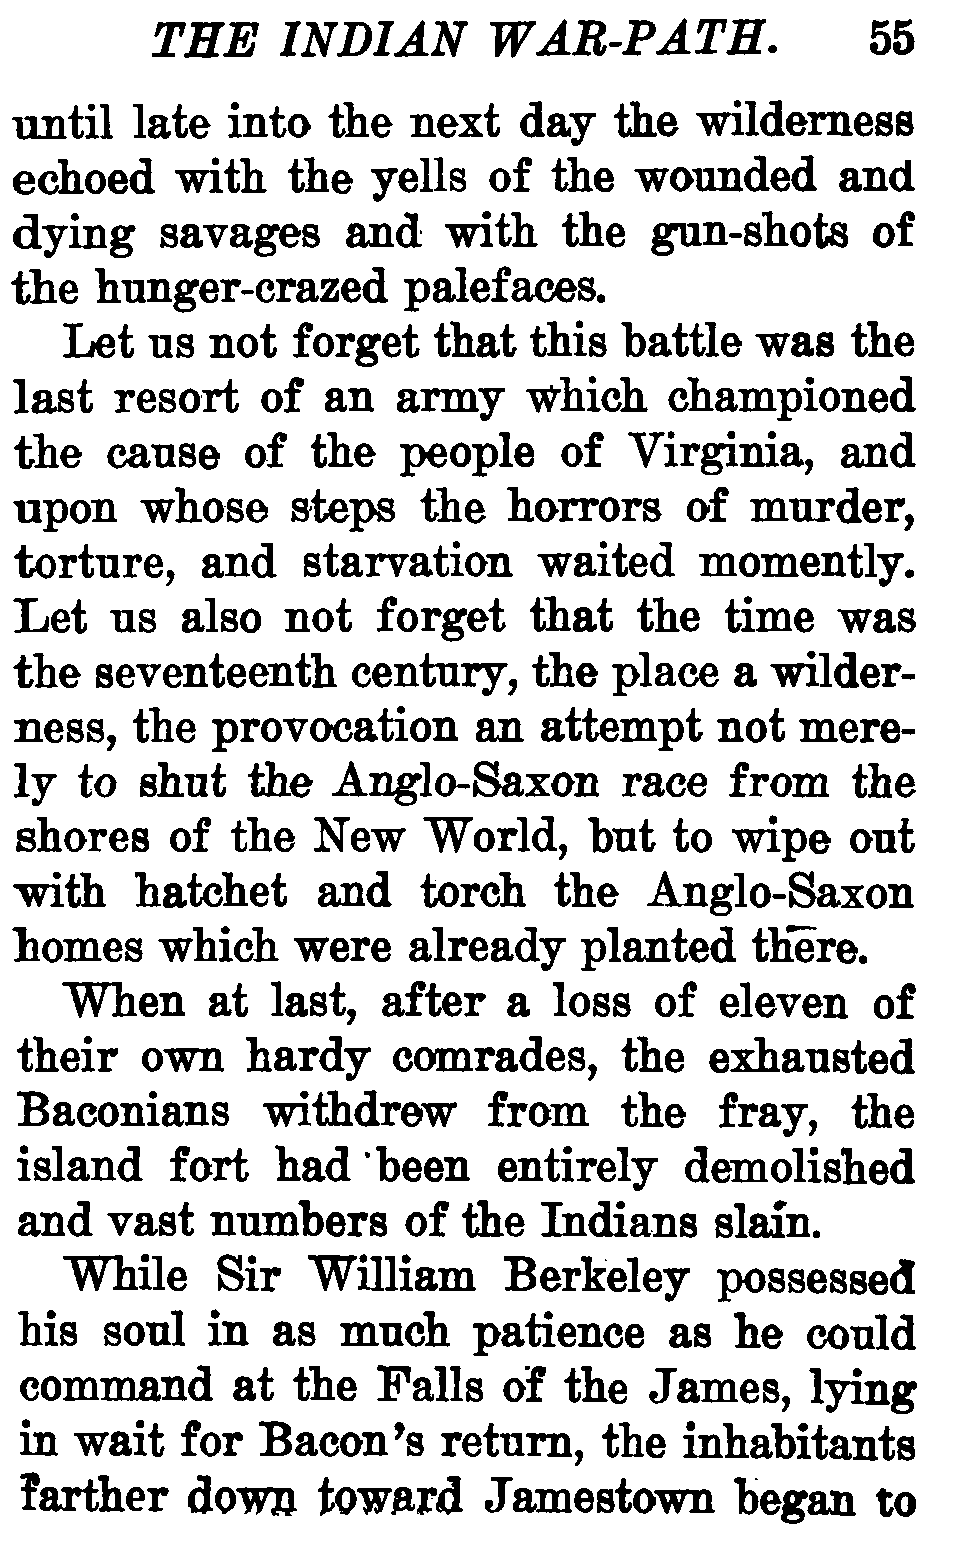 THE INDIAN WAR-PATH. 55
until late into the next day the wilderness
echoed with the yells of the wounded and
dying savages and with the gun-shots of
the hunger-crazed palefaces.
Let us not forget that this battle was the
last resort of an army which championed
the cause of the people of Virginia, and
upon whose steps the horrors of murder,
torture, and starvation waited momently.
Let us also not forget that the time was
the seventeenth century, the place a wilder-
ness, the provocation an attempt not mere-
ly to shut the Anglo-Saxon race from the
shores of the New World, but to wipe out
with hatchet and torch the Anglo-Saxon
homes which were already planted there.
When at last, after a loss of eleven of
their own hardy comrades, the exhausted
Baconians withdrew from the fray, the
island fort had been entirely demolished
and vast numbers of the Indians slain.
While Sir William Berkeley possessed
his soul in as much patience as he could
command at the Falls of the James, lying
in wait for Bacon's return, the inhabitants
farther down toward Jamestown began to